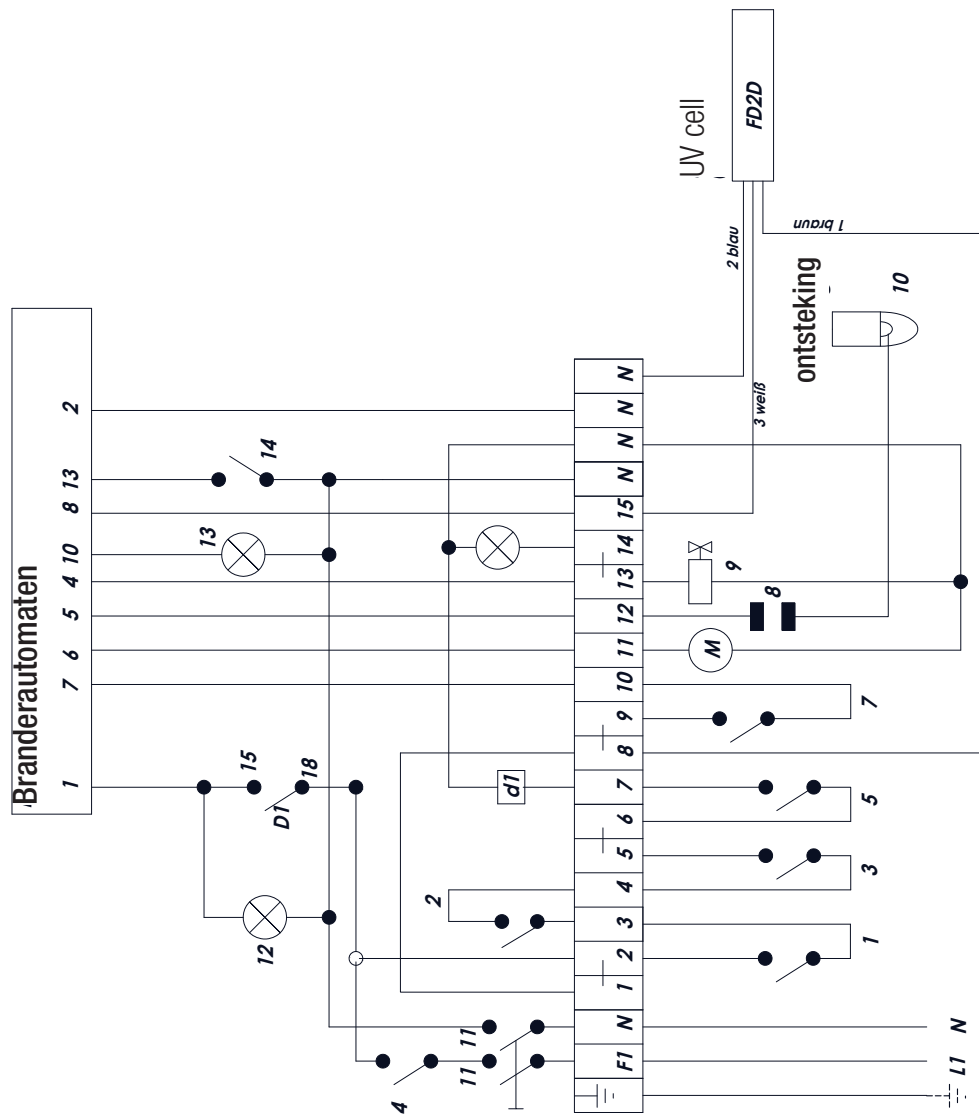 Branderautomaten
1 7 6 5 4 10 8 13 2
12
15
18
D1
13
14
4
11
11
2
d1
F1 N 1 2 3 4 5 6 7 8 9 10 11 12 13 14 15 N N N N
L1 N
1
3
5
7
M
8
9
10
ontsteking
3 weiß
2 blau
1 braun
UV cell
FD2D